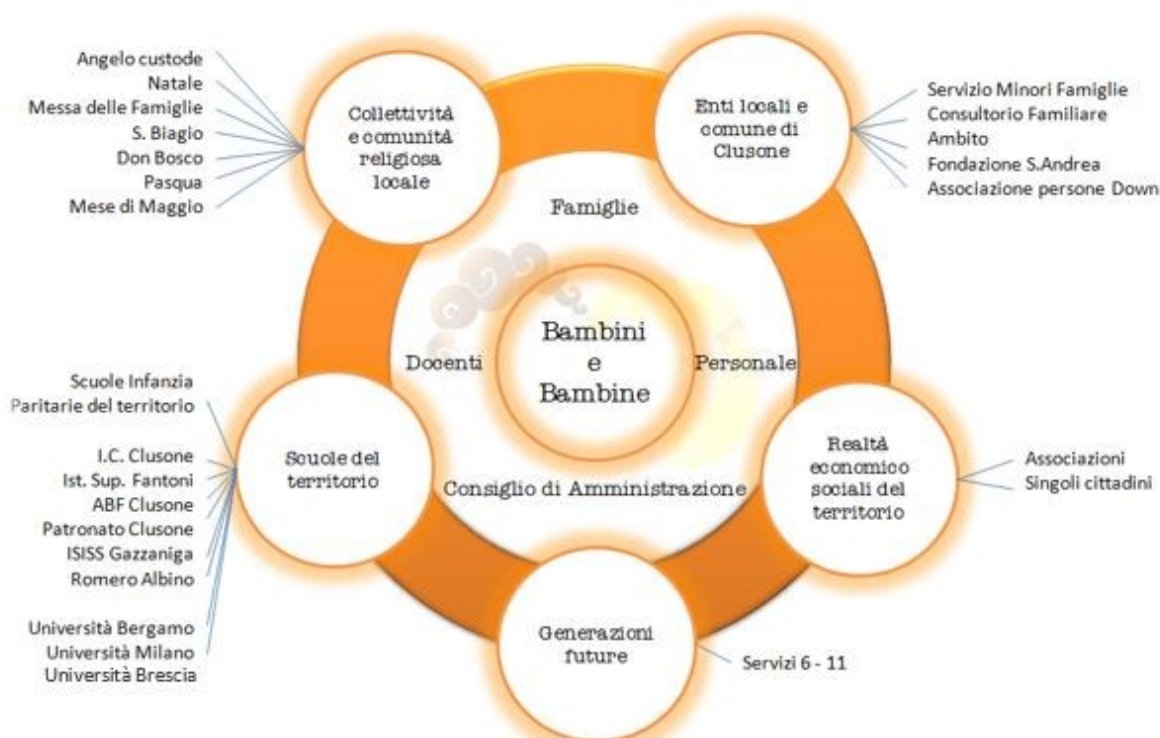 Angelo custode
Natale
Messa delle Famiglie
S. Biagio
Don Bosco
Pasqua
Mese di Maggio
Collettività
e comunità
religiosa
locale
Enti locali e
comune di
Clusone
Servizio Minori Famiglie
Consultorio Familiare
Ambito
Fondazione S.Andrea
Associazione persone Down
Famiglie
Docenti
Bambini
e
Bambine
Personale
Consiglio di Amministrazione
Scuole Infanzia
Paritarie del territorio
I.C. Clusone
Ist. Sup. Fantoni
ABF Clusone
Patronato Clusone
ISISS Gazzaniga
Romero Albino
Università Bergamo
Università Milano
Università Brescia
Scuole del
territorio
Realtà
economico
sociali del
territorio
Associazioni
Singoli cittadini
Generazioni
future
Servizi 6 - 11